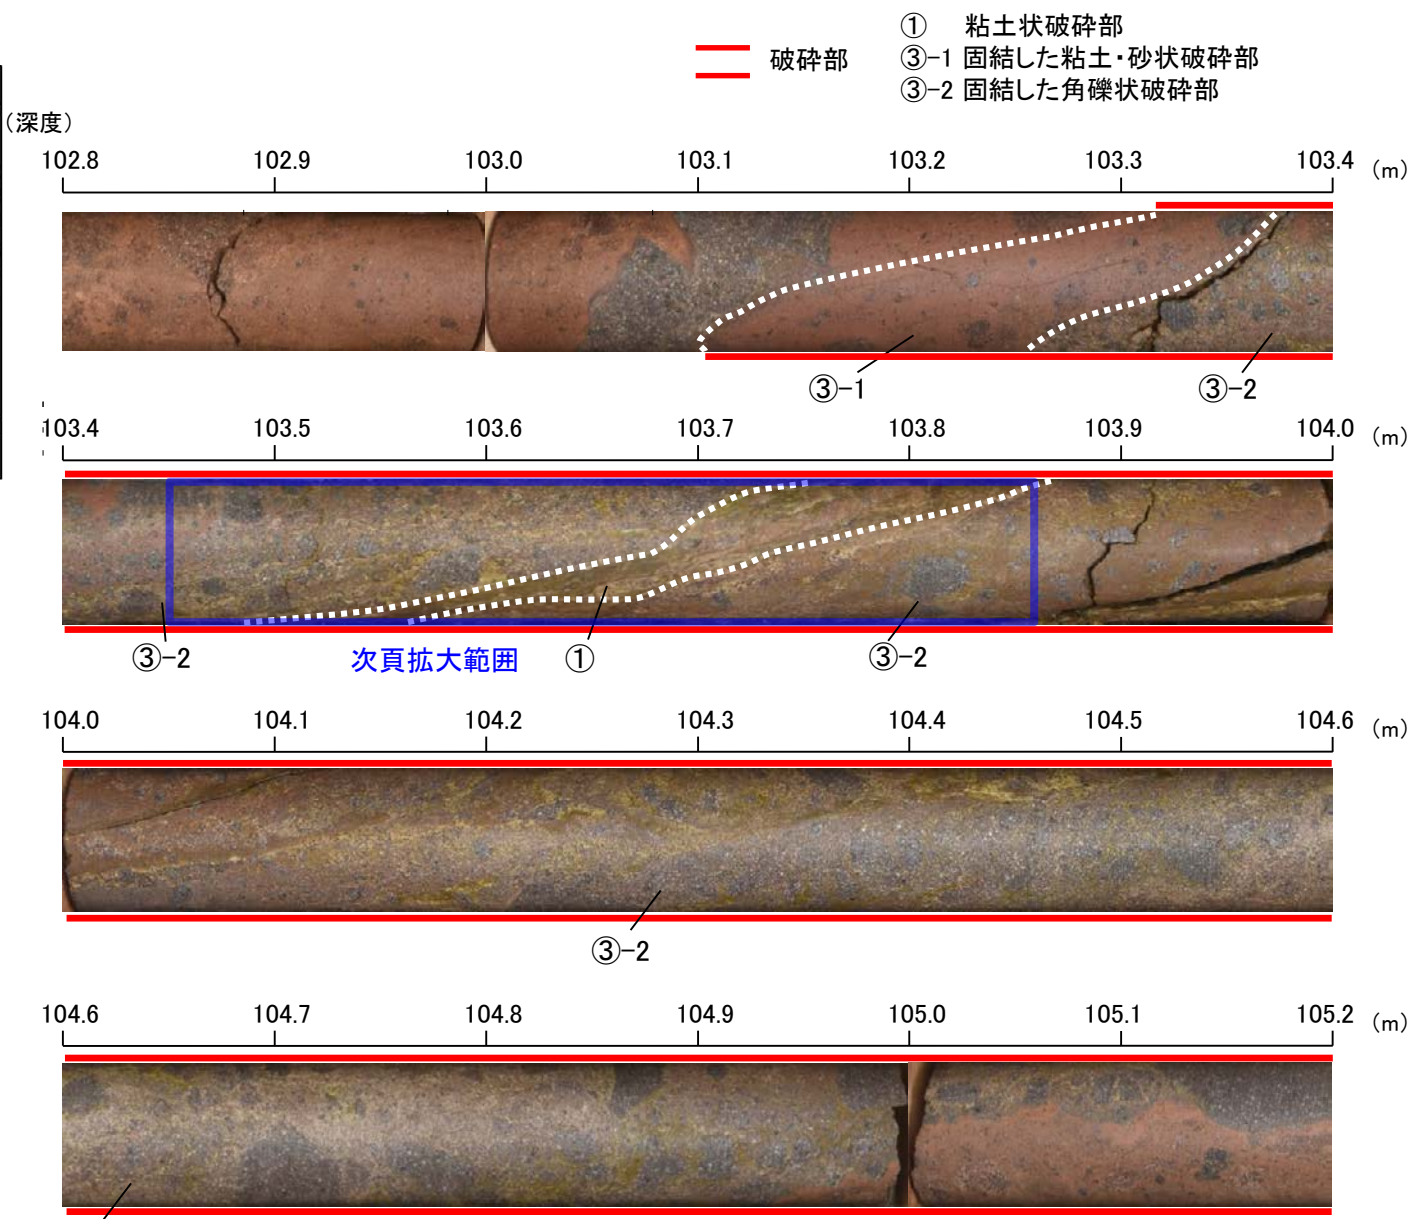 破砕部
① 粘土状破砕部
③-1 固結した粘土・砂状破砕部
③-2 固結した角礫状破砕部
(深度)
102.8 102.9 103.0 103.1 103.2 103.3 103.4 (m)
③-1 ③-2
103.4 103.5 103.6 103.7 103.8 103.9 104.0 (m)
③-2 次頁拡大範囲 ① ③-2
104.0 104.1 104.2 104.3 104.4 104.5 104.6 (m)
③-2
104.6 104.7 104.8 104.9 105.0 105.1 105.2 (m)